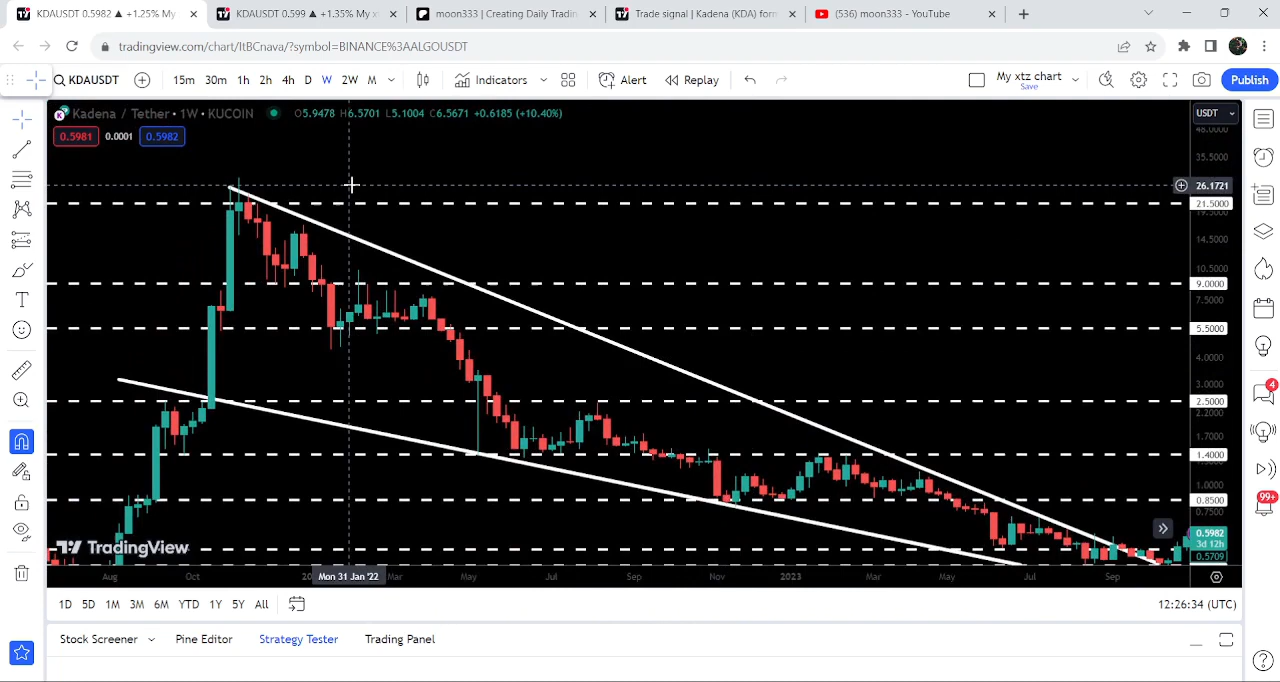 KDAUSDT 0.5982 ▲ +1.25% My
KDAUSDT 0.599 ▲ +1.35% My x
moon333 | Creating Daily Tradin
Trade signal | Kadena (KDA) form
(536) moon333 - YouTube
tradingview.com/chart/ItBCnava/?symbol=BINANCE%3AALGOUSDT
KDAUSDT 15m 30m 1h 2h 4h D W 2W M Indicators Alert Replay My xtz chart Publish
Save
Kadena / Tether • 1W • KUCOIN O5.9478 H6.5701 L5.1004 C6.5671 +0.6185 (+10.40%) USDT
0.5981 0.0001 0.5982
46.0000
35.5000
26.1721
21.5000
19.5000
14.5000
10.5000
9.0000
7.5000
5.5000
4.0000
3.0000
2.5000
2.2000
1.7000
1.4000
1.0000
0.8500
0.7500
0.5982
3d 12h
0.5709
TradingView
Aug Oct Mon 31 Jan '22 Mar May Jul Sep Nov 2023 Mar May Jul Sep
1D 5D 1M 3M 6M YTD 1Y 5Y All 12:26:34 (UTC)
Stock Screener Pine Editor Strategy Tester Trading Panel
4
99+